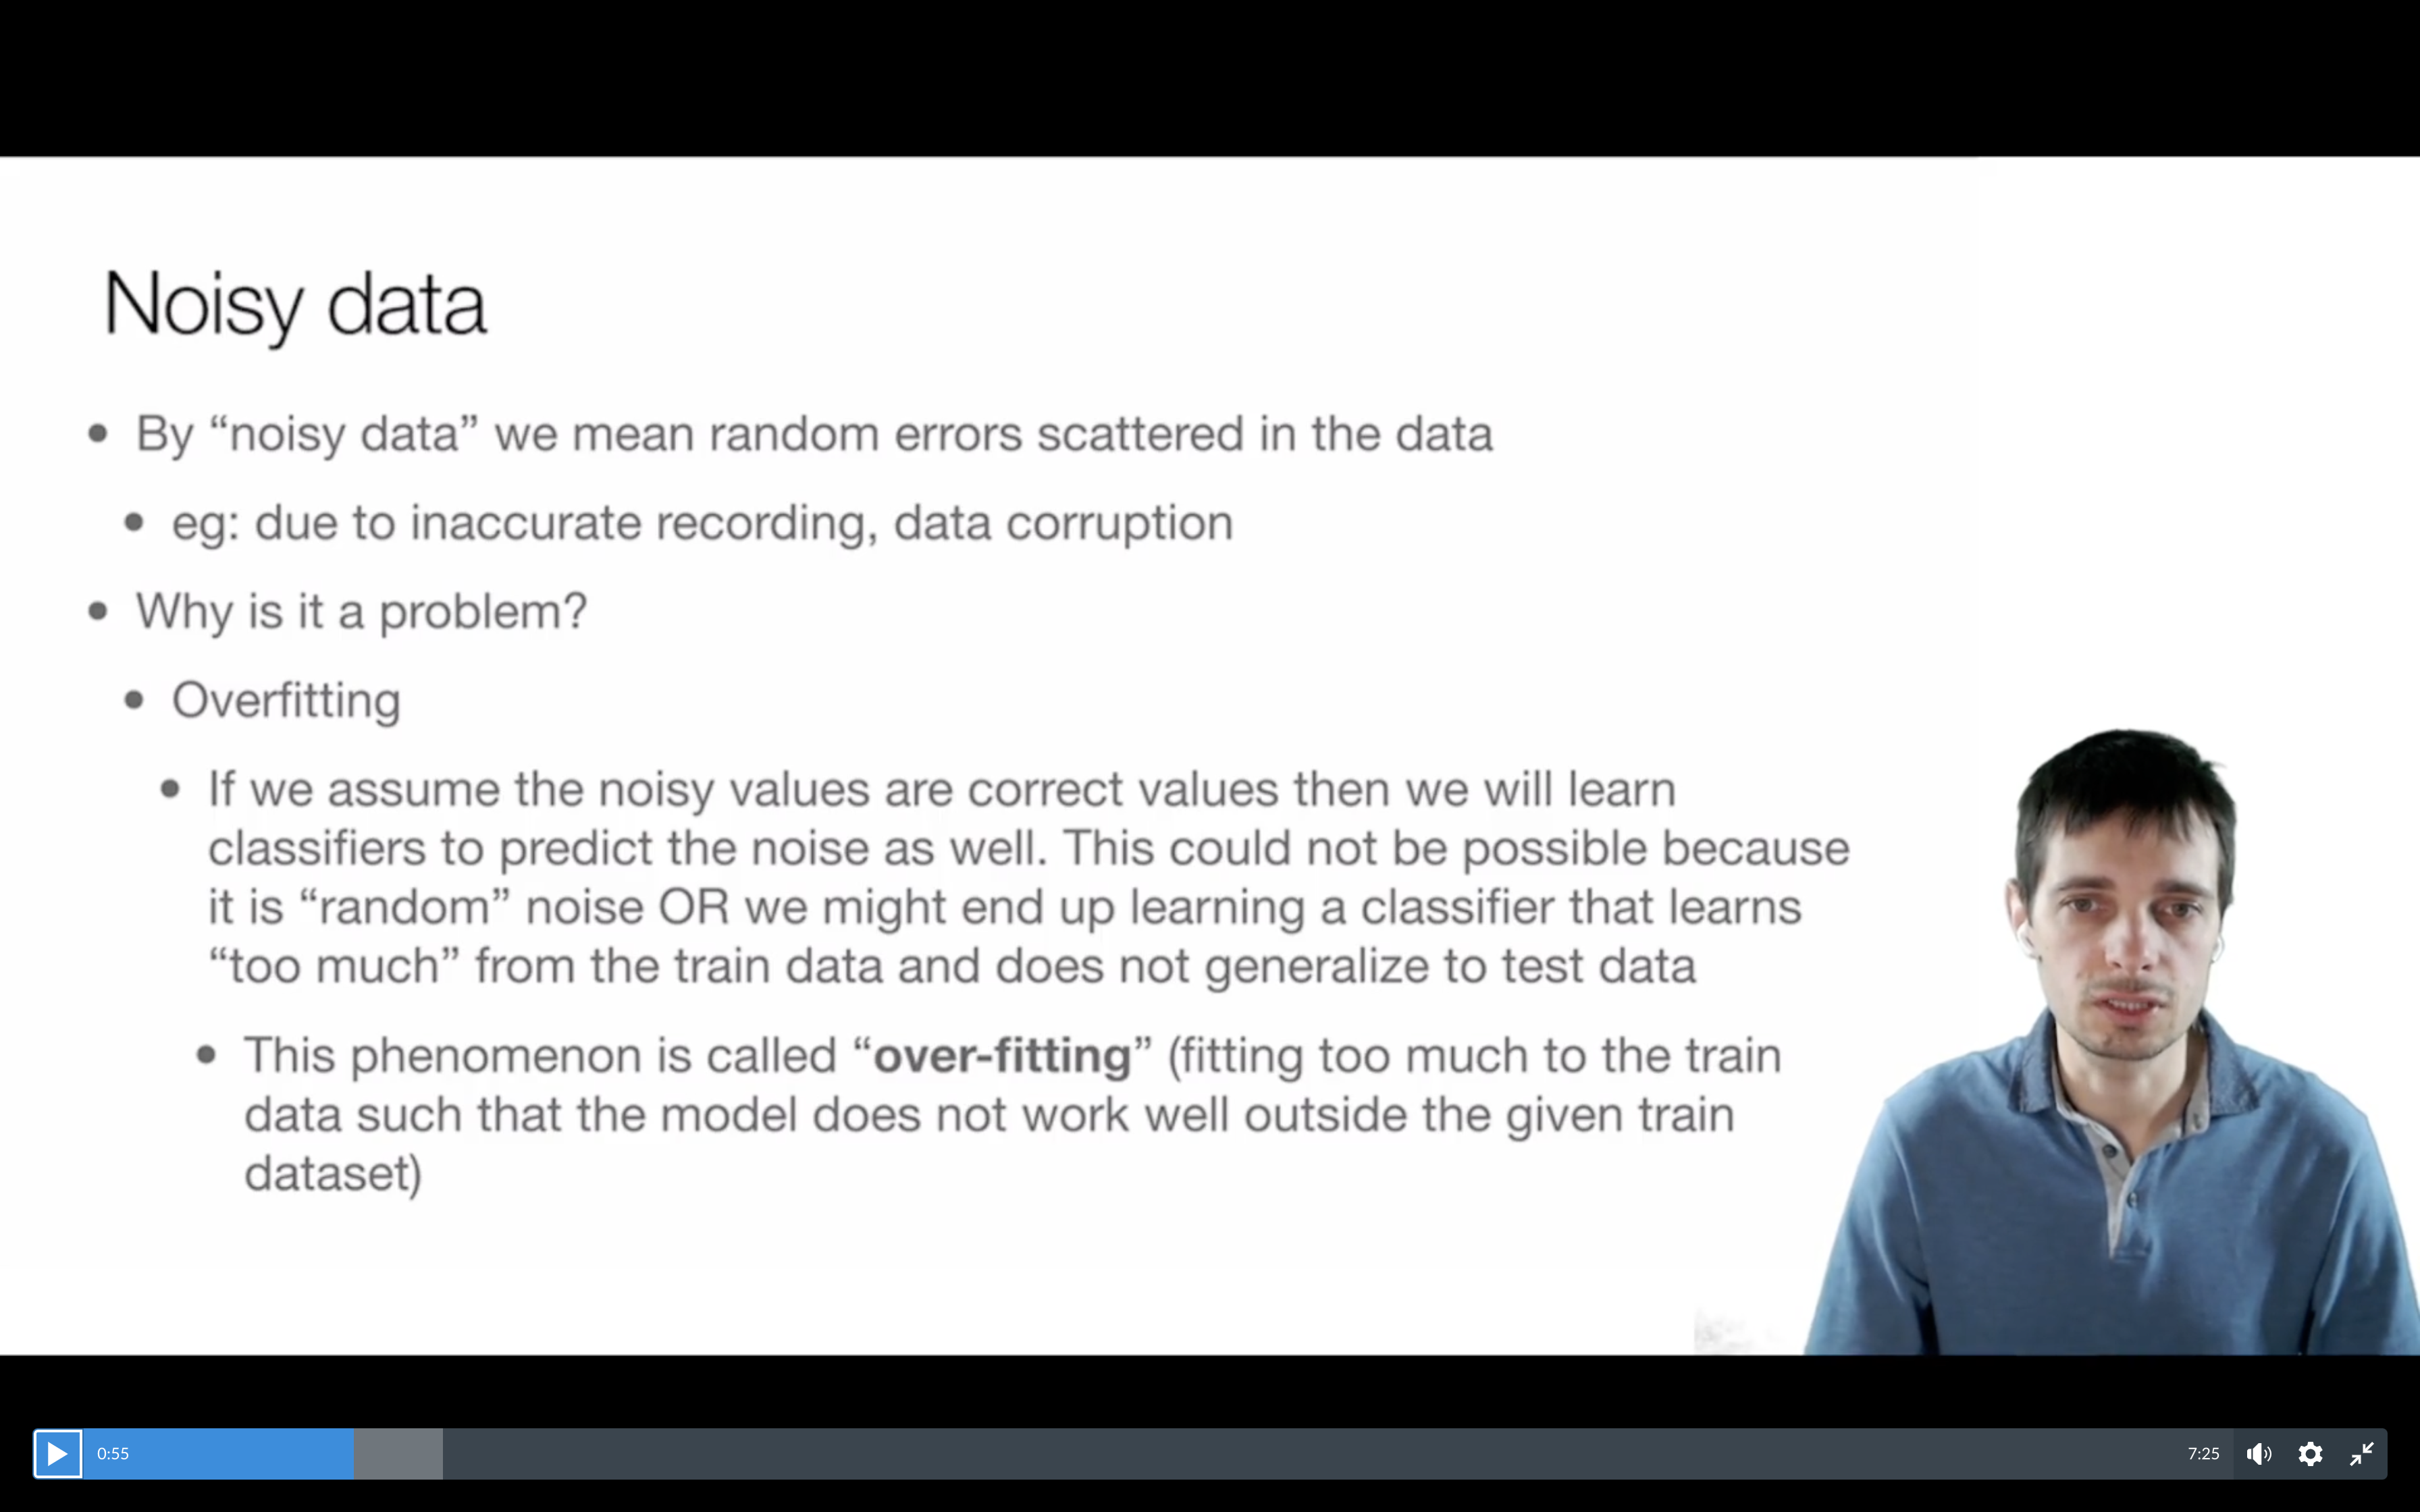 Noisy data
• By “noisy data” we mean random errors scattered in the data
• eg: due to inaccurate recording, data corruption
• Why is it a problem?
• Overfitting
• If we assume the noisy values are correct values then we will learn
classifiers to predict the noise as well. This could not be possible because
it is “random” noise OR we might end up learning a classifier that learns
“too much” from the train data and does not generalize to test data
• This phenomenon is called “over-fitting” (fitting too much to the train
data such that the model does not work well outside the given train
dataset)
0:55
7:25